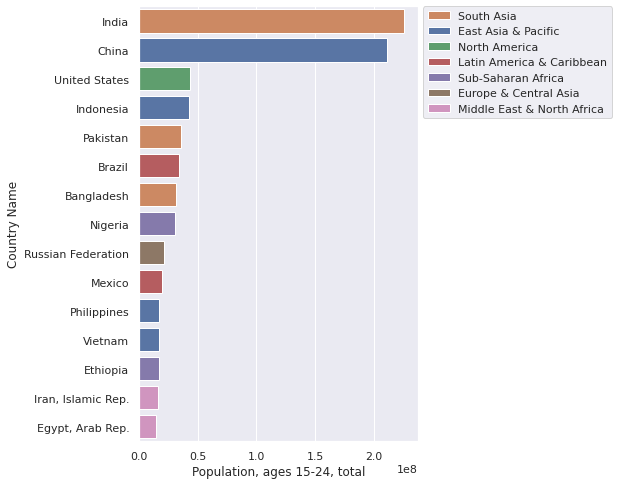 India
China
United States
Indonesia
Pakistan
Brazil
Bangladesh
Nigeria
Russian Federation
Mexico
Philippines
Vietnam
Ethiopia
Iran, Islamic Rep.
Egypt, Arab Rep.
Country Name
0.0 0.5 1.0 1.5 2.0
1e8
Population, ages 15-24, total
South Asia
East Asia & Pacific
North America
Latin America & Caribbean
Sub-Saharan Africa
Europe & Central Asia
Middle East & North Africa